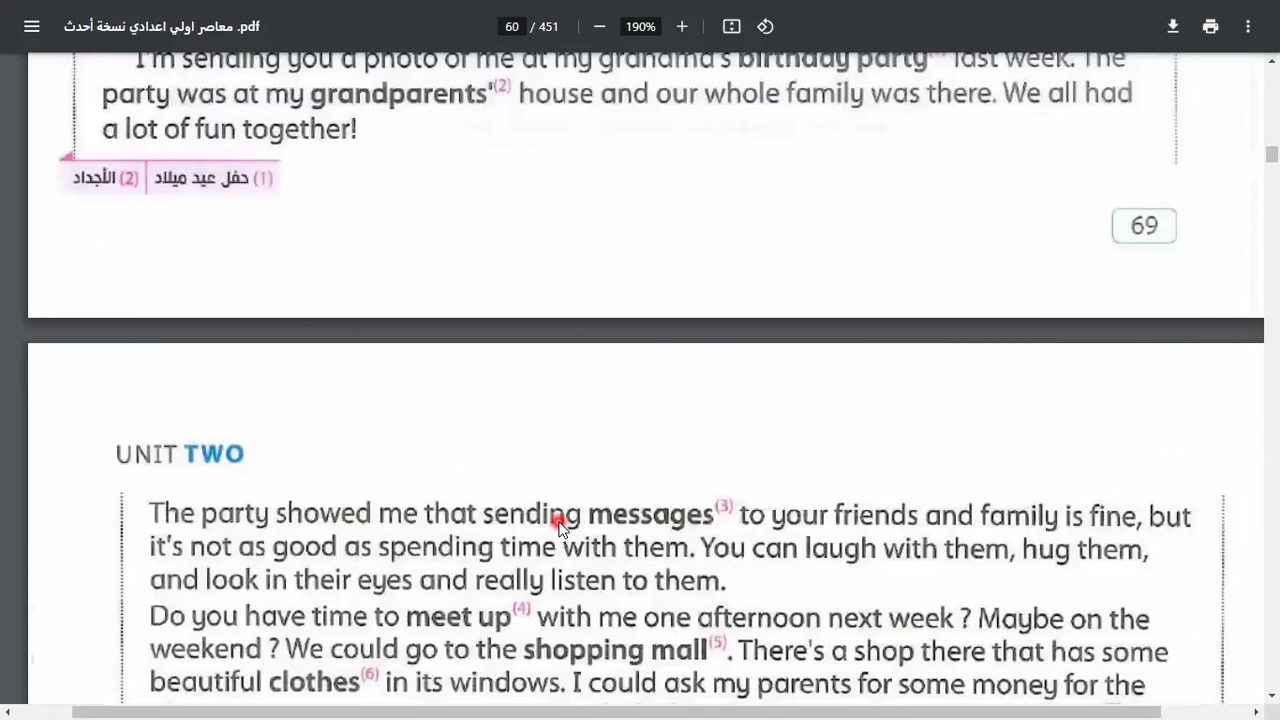 معاصر اولي اعدادي نسخة أحدث .pdf
60 / 451
190%
I'm sending you a photo of me at my grandma's birthday party last week. The
party was at my grandparents'(2) house and our whole family was there. We all had
a lot of fun together!
(1) حفل عيد ميلاد (2) الأجداد
69
UNIT TWO
The party showed me that sending messages(3) to your friends and family is fine, but
it's not as good as spending time with them. You can laugh with them, hug them,
and look in their eyes and really listen to them.
Do you have time to meet up(4) with me one afternoon next week ? Maybe on the
weekend ? We could go to the shopping mall(5). There's a shop there that has some
beautiful clothes(6) in its windows. I could ask my parents for some money for the